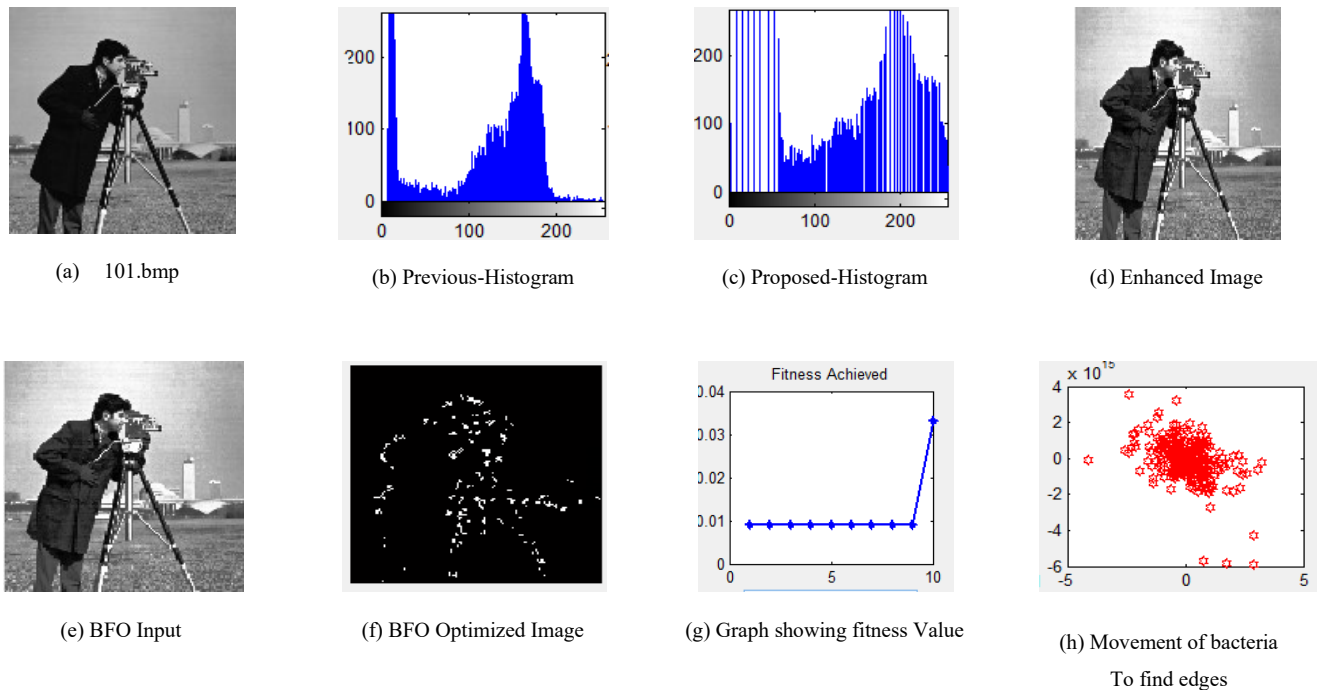 200
100
0
0
100
200
200
100
0
0
100
200
(a) 101.bmp
(b) Previous-Histogram
(c) Proposed-Histogram
(d) Enhanced Image
Fitness Achieved
0.04
0.03
0.02
0.01
0
0
5
10
x 10^15
4
2
0
-2
-4
-6
-5
0
5
(e) BFO Input
(f) BFO Optimized Image
(g) Graph showing fitness Value
(h) Movement of bacteria
To find edges